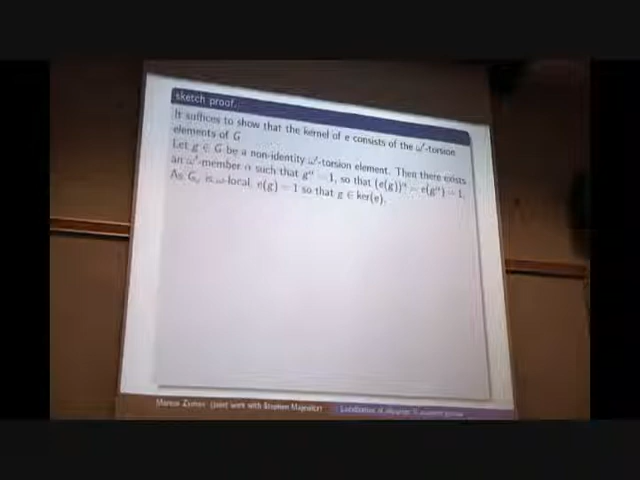 sketch proof.
It suffices to show that the kernel of e consists of the ω′-torsion
elements of G
Let g ∈ G be a non-identity ω′-torsion element. Then there exists
an ω′-member α such that g^α = 1, so that (e(g))^α = e(g^α) = 1.
As G_ω is ω-local, e(g) = 1 so that g ∈ ker(e).
(joint work with Stephen Majewicz)
Localization of